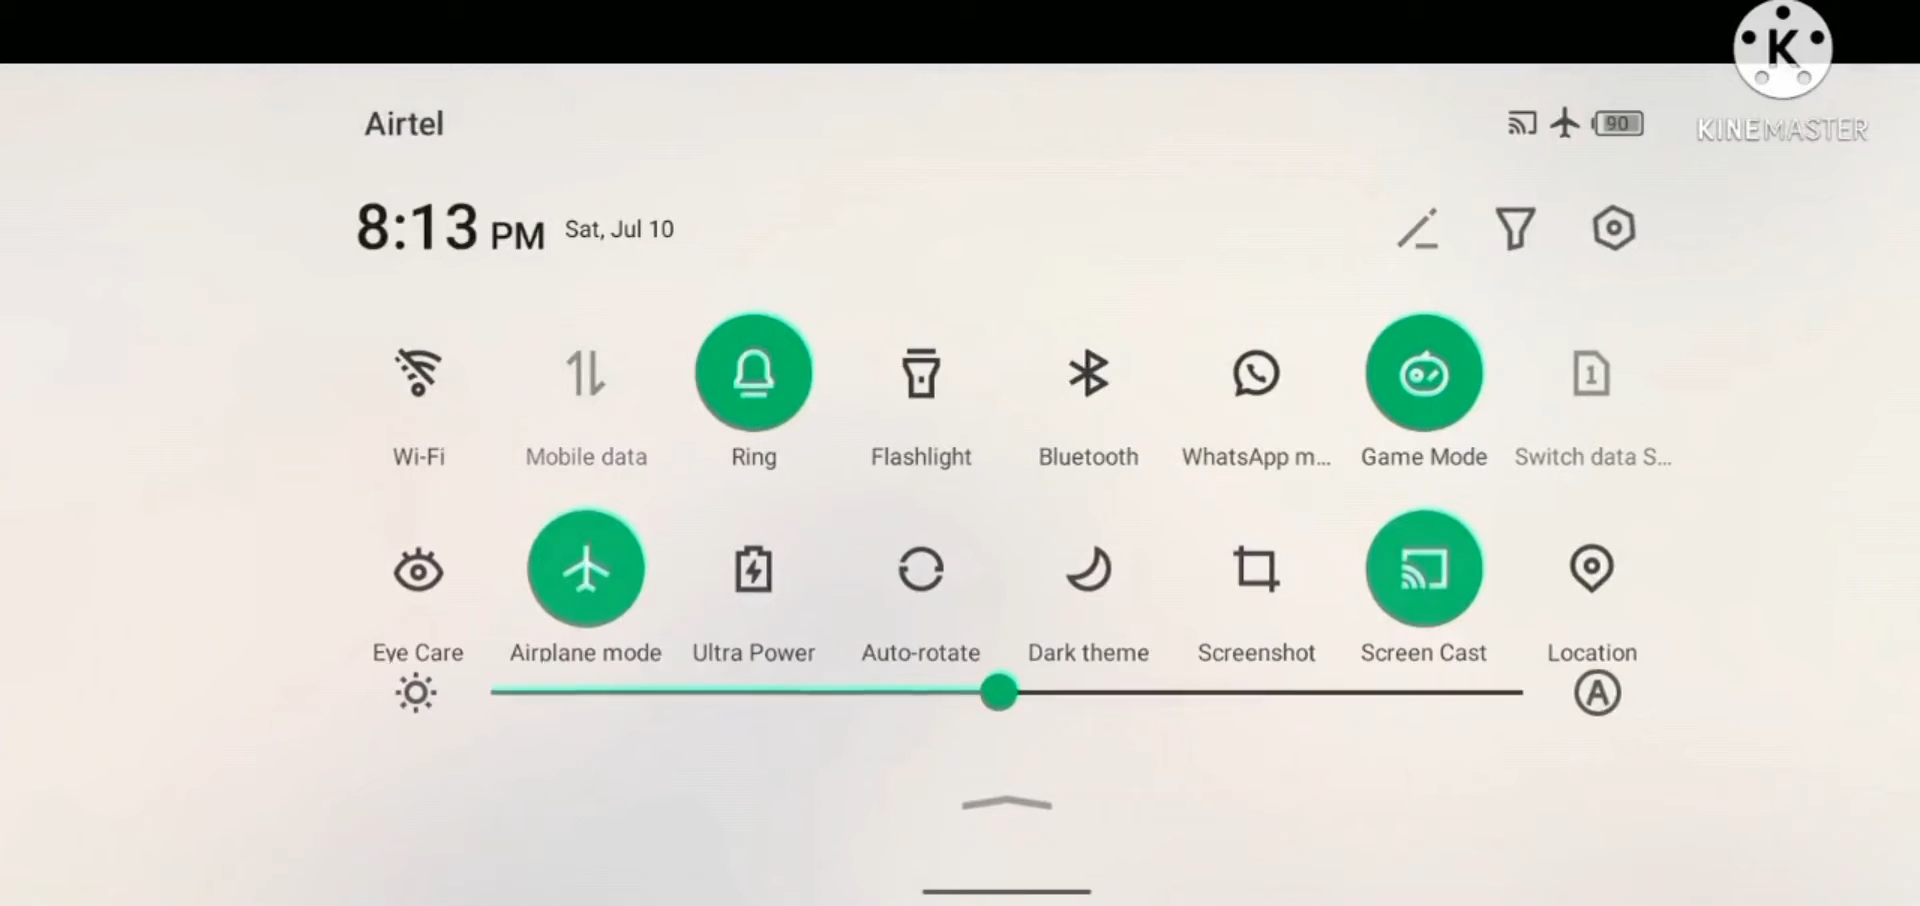 K
KINEMASTER
Airtel
90
8:13 PM Sat, Jul 10
1
Wi-Fi Mobile data Ring Flashlight Bluetooth WhatsApp m... Game Mode Switch data S...
Eye Care Airplane mode Ultra Power Auto-rotate Dark theme Screenshot Screen Cast Location
A